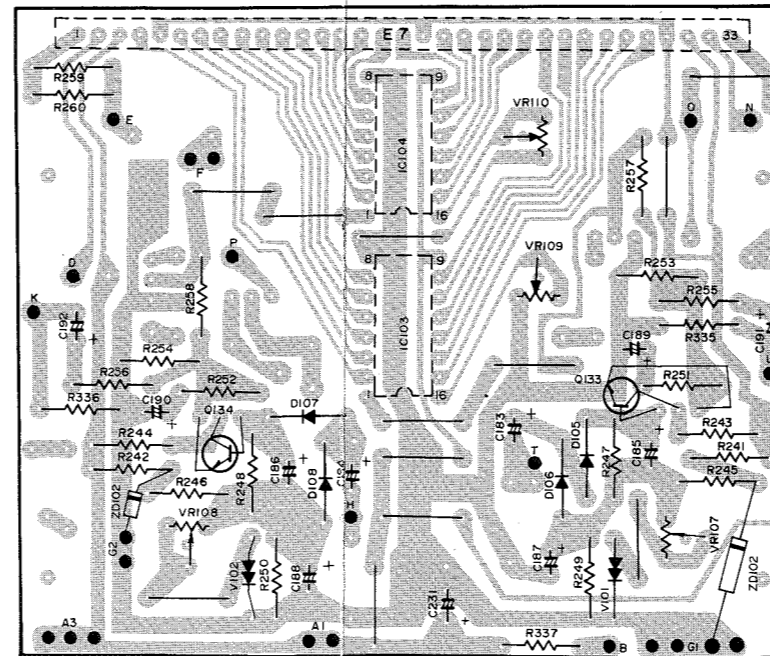 1
E 7
33
R259
R260
E
8
9
VR110
O
N
F
IC104
R257
1
16
P
D
K
8
9
VR109
R253
R255
C192
R258
R335
C189
C191
IC103
R254
R256
R252
R336
C190
Q134
D107
1
16
Q133
R251
C183
R243
R244
R241
R242
R245
C186
D108
T
D105
D106
R247
C185
R248
R246
ZD102
VR108
H
G2
V102
R250
C188
C187
R249
V101
VR107
ZD102
C231
A3
A1
R337
B
G1